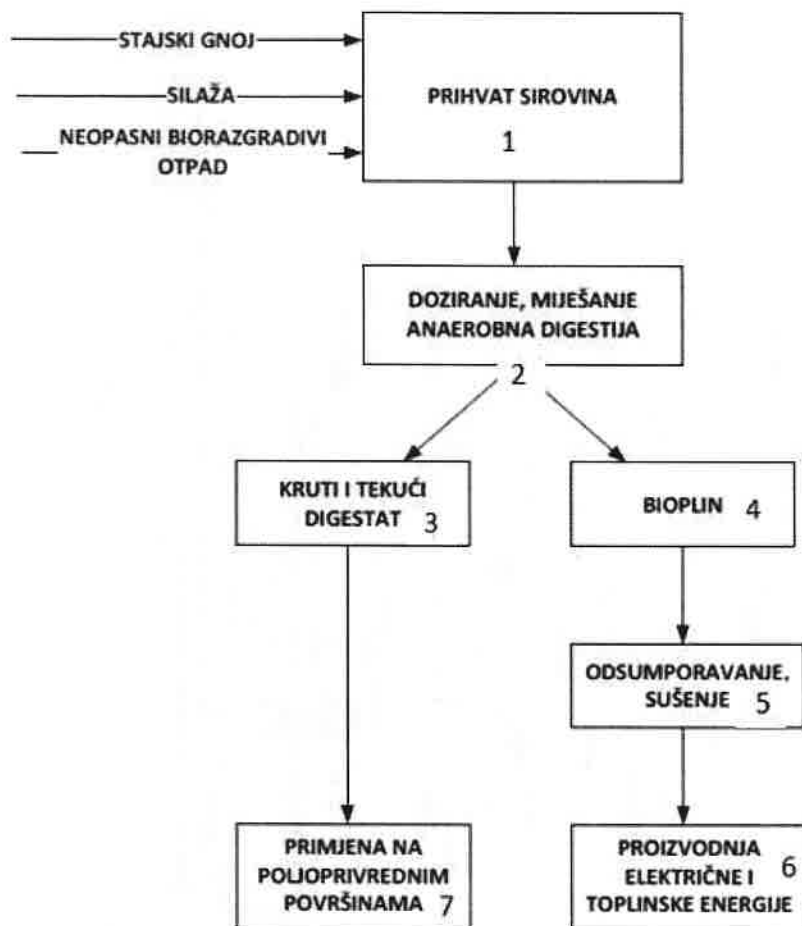 STAJSKI GNOJ
SILAŽA
NEOPASNI BIORAZGRADIVI
OTPAD
PRIHVAT SIROVINA
1
DOZIRANJE, MIJEŠANJE
ANAEROBNA DIGESTIJA
2
KRUTI I TEKUĆI
DIGESTAT 3
BIOPLIN 4
ODSUMPORAVANJE,
SUŠENJE 5
PRIMJENA NA
POLJOPRIVREDNIM
POVRŠINAMA 7
PROIZVODNJA
ELEKTRIČNE I 6
TOPLINSKE ENERGIJE